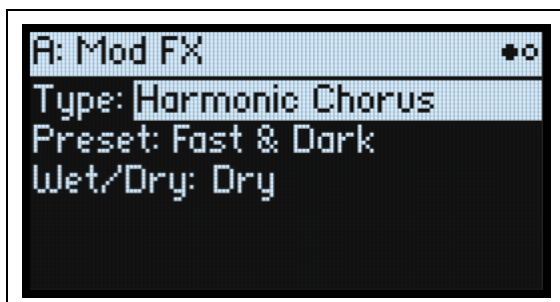 A: Mod FX
Type: Harmonic Chorus
Preset: Fast & Dark
Wet/Dry: Dry